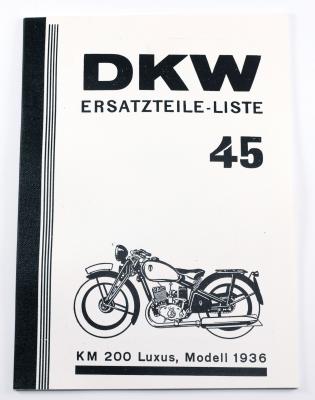 DKW
ERSATZTEILE-LISTE
45
KM 200 Luxus, Modell 1936